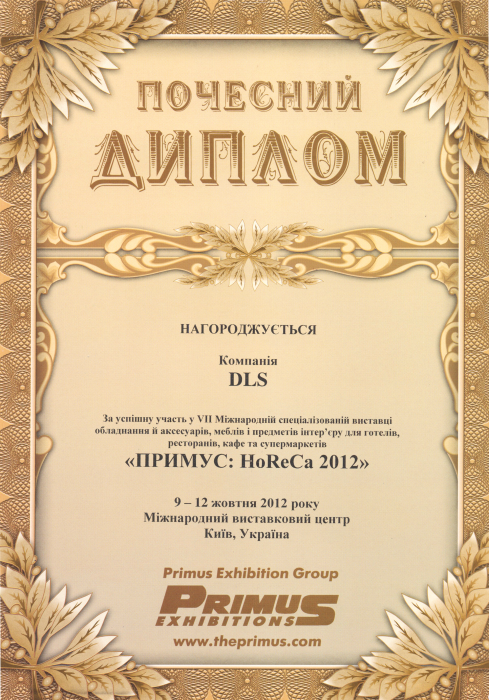 ПОЧЕСНИЙ
ДИПЛОМ
НАГОРОДЖУЄТЬСЯ
Компанія
DLS
За успішну участь у VII Міжнародній спеціалізованій виставці
обладнання й аксесуарів, меблів і предметів інтер'єру для готелів,
ресторанів, кафе та супермаркетів
«ПРИМУС: HoReCa 2012»
9 – 12 жовтня 2012 року
Міжнародний виставковий центр
Київ, Україна
Primus Exhibition Group
PRIMUS
EXHIBITIONS
www.theprimus.com